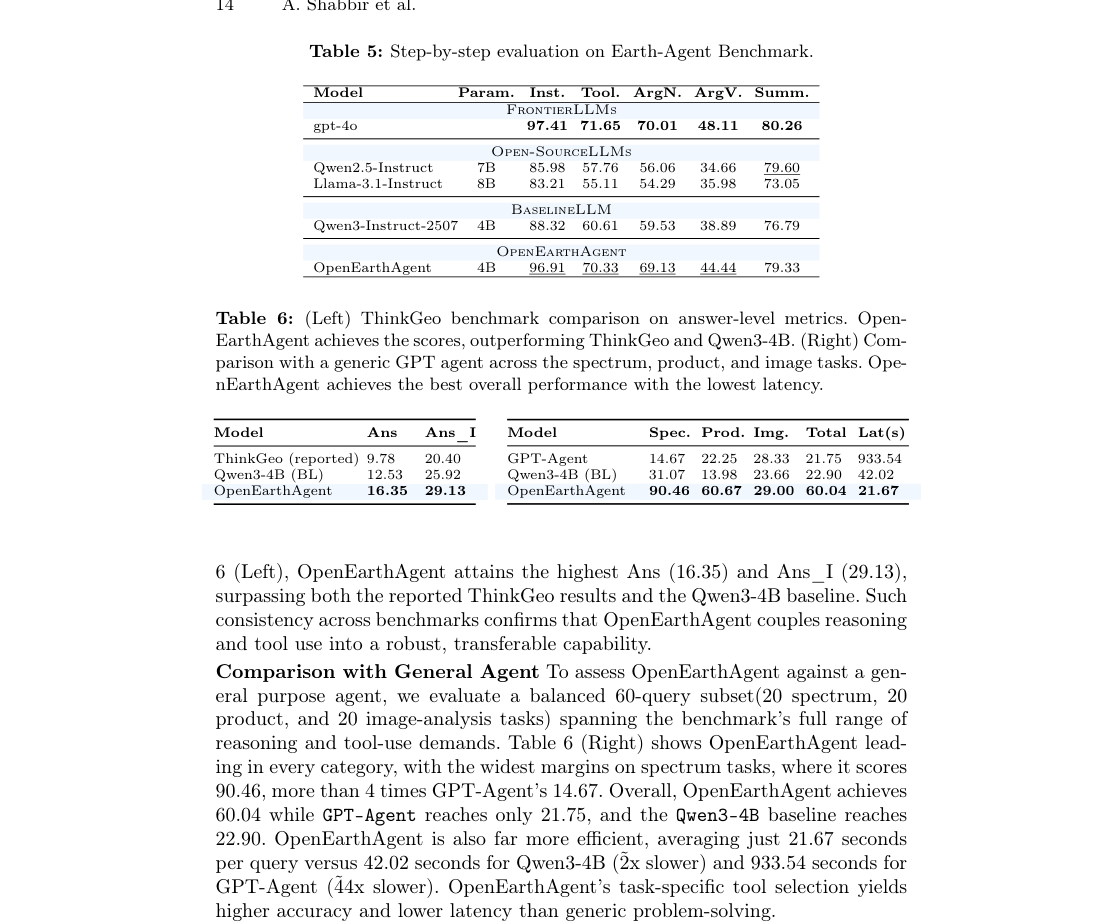 14 A. Shabbir et al.
Table 5: Step-by-step evaluation on Earth-Agent Benchmark.
Model Param. Inst. Tool. ArgN. ArgV. Summ.
FrontierLLMs
gpt-4o 97.41 71.65 70.01 48.11 80.26
Open-SourceLLMs
Qwen2.5-Instruct 7B 85.98 57.76 56.06 34.66 79.60
Llama-3.1-Instruct 8B 83.21 55.11 54.29 35.98 73.05
BaselineLLM
Qwen3-Instruct-2507 4B 88.32 60.61 59.53 38.89 76.79
OpenEarthAgent
OpenEarthAgent 4B 96.91 70.33 69.13 44.44 79.33
Table 6: (Left) ThinkGeo benchmark comparison on answer-level metrics. Open-
EarthAgent achieves the scores, outperforming ThinkGeo and Qwen3-4B. (Right) Com-
parison with a generic GPT agent across the spectrum, product, and image tasks. Ope-
nEarthAgent achieves the best overall performance with the lowest latency.
Model Ans Ans_I
ThinkGeo (reported) 9.78 20.40
Qwen3-4B (BL) 12.53 25.92
OpenEarthAgent 16.35 29.13
Model Spec. Prod. Img. Total Lat(s)
GPT-Agent 14.67 22.25 28.33 21.75 933.54
Qwen3-4B (BL) 31.07 13.98 23.66 22.90 42.02
OpenEarthAgent 90.46 60.67 29.00 60.04 21.67
6 (Left), OpenEarthAgent attains the highest Ans (16.35) and Ans_I (29.13),
surpassing both the reported ThinkGeo results and the Qwen3-4B baseline. Such
consistency across benchmarks confirms that OpenEarthAgent couples reasoning
and tool use into a robust, transferable capability.
Comparison with General Agent To assess OpenEarthAgent against a gen-
eral purpose agent, we evaluate a balanced 60-query subset(20 spectrum, 20
product, and 20 image-analysis tasks) spanning the benchmark's full range of
reasoning and tool-use demands. Table 6 (Right) shows OpenEarthAgent lead-
ing in every category, with the widest margins on spectrum tasks, where it scores
90.46, more than 4 times GPT-Agent's 14.67. Overall, OpenEarthAgent achieves
60.04 while GPT-Agent reaches only 21.75, and the Qwen3-4B baseline reaches
22.90. OpenEarthAgent is also far more efficient, averaging just 21.67 seconds
per query versus 42.02 seconds for Qwen3-4B (2̃x slower) and 933.54 seconds for
GPT-Agent (4̃4x slower). OpenEarthAgent's task-specific tool selection yields
higher accuracy and lower latency than generic problem-solving.